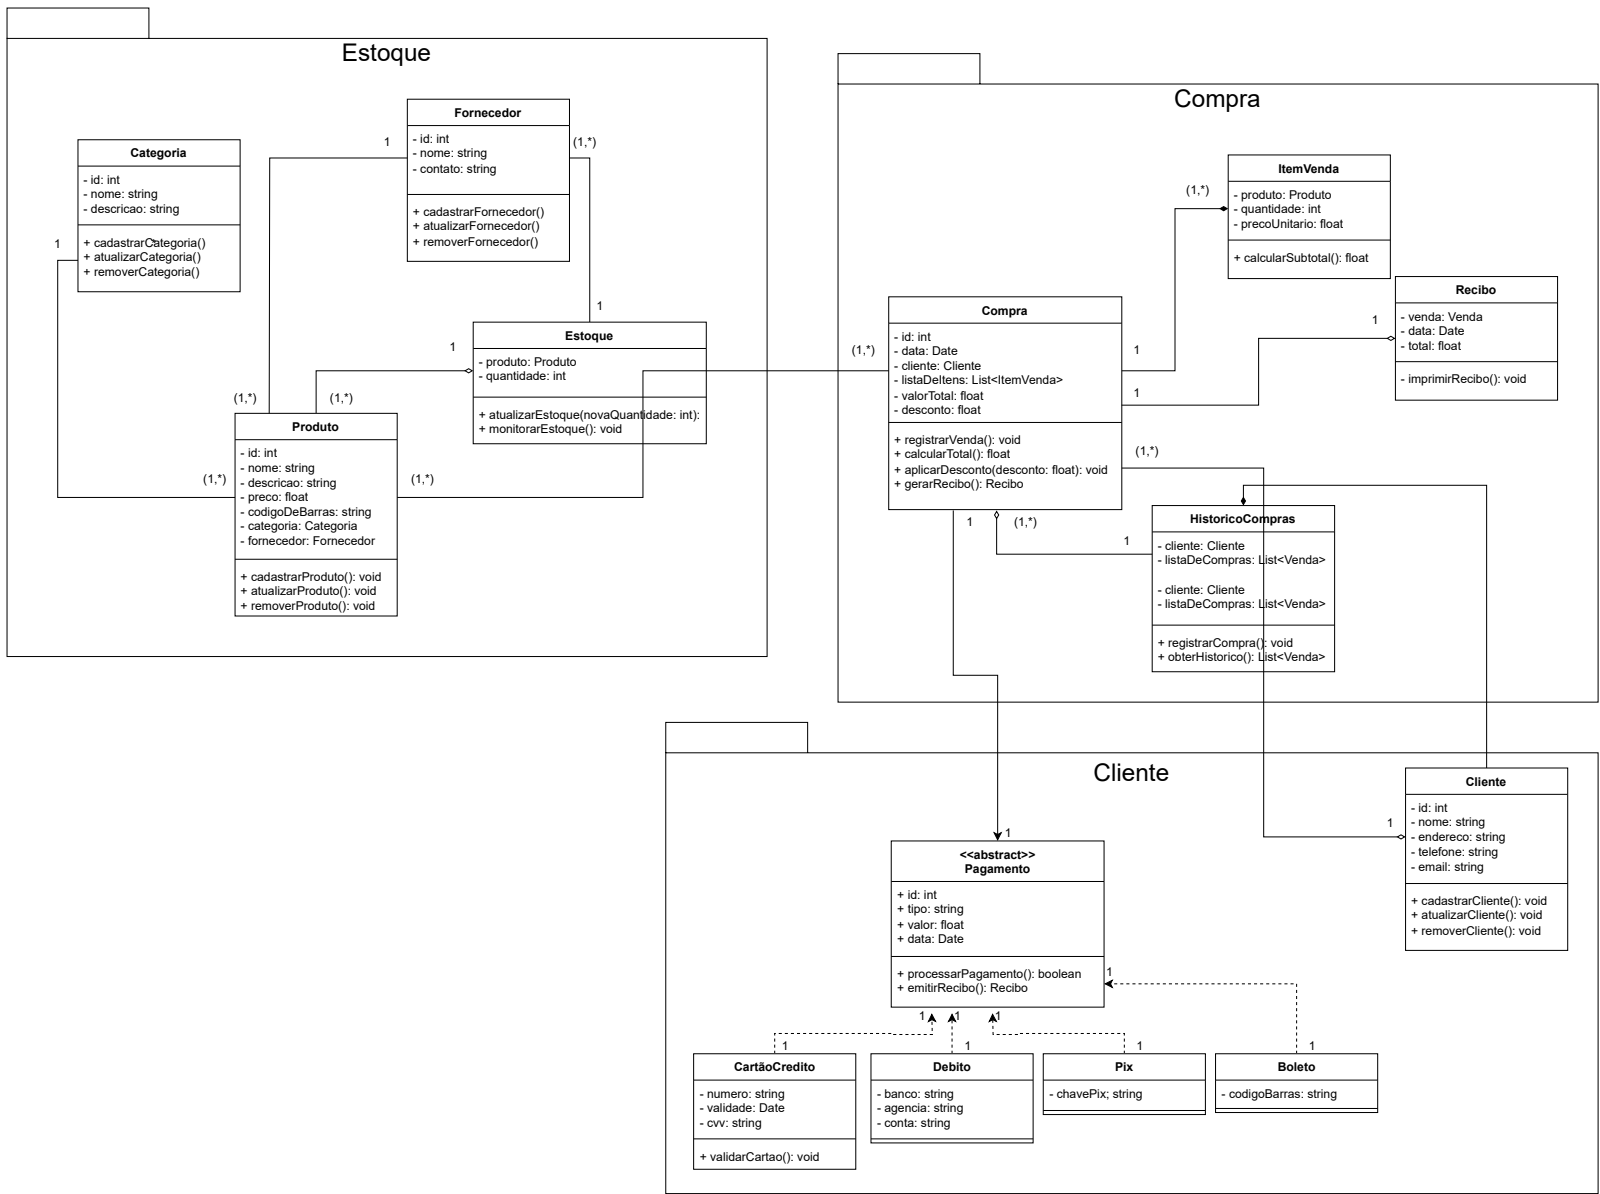 Estoque
Categoria
- id: int
- nome: string
- descricao: string
+ cadastrarCategoria()
+ atualizarCategoria()
+ removerCategoria()
1
Fornecedor
- id: int
- nome: string
- contato: string
+ cadastrarFornecedor()
+ atualizarFornecedor()
+ removerFornecedor()
1
(1,*)
1
Estoque
- produto: Produto
- quantidade: int
+ atualizarEstoque(novaQuantidade: int):
+ monitorarEstoque(): void
1
(1,*)
(1,*)
(1,*)
(1,*)
Produto
- id: int
- nome: string
- descricao: string
- preco: float
- codigoDeBarras: string
- categoria: Categoria
- fornecedor: Fornecedor
+ cadastrarProduto(): void
+ atualizarProduto(): void
+ removerProduto(): void
Compra
ItemVenda
- produto: Produto
- quantidade: int
- precoUnitario: float
+ calcularSubtotal(): float
(1,*)
Recibo
- venda: Venda
- data: Date
- total: float
- imprimirRecibo(): void
1
(1,*)
Compra
- id: int
- data: Date
- cliente: Cliente
- listaDeItens: List<ItemVenda>
- valorTotal: float
- desconto: float
+ registrarVenda(): void
+ calcularTotal(): float
+ aplicarDesconto(desconto: float): void
+ gerarRecibo(): Recibo
1
1
(1,*)
1
(1,*)
1
HistoricoCompras
- cliente: Cliente
- listaDeCompras: List<Venda>
- cliente: Cliente
- listaDeCompras: List<Venda>
+ registrarCompra(): void
+ obterHistorico(): List<Venda>
Cliente
Cliente
- id: int
- nome: string
- endereco: string
- telefone: string
- email: string
+ cadastrarCliente(): void
+ atualizarCliente(): void
+ removerCliente(): void
1
1
<<abstract>>
Pagamento
+ id: int
+ tipo: string
+ valor: float
+ data: Date
+ processarPagamento(): boolean
+ emitirRecibo(): Recibo
1
1
1
1
1
1
1
1
CartãoCredito
- numero: string
- validade: Date
- cvv: string
+ validarCartao(): void
Debito
- banco: string
- agencia: string
- conta: string
Pix
- chavePix; string
Boleto
- codigoBarras: string